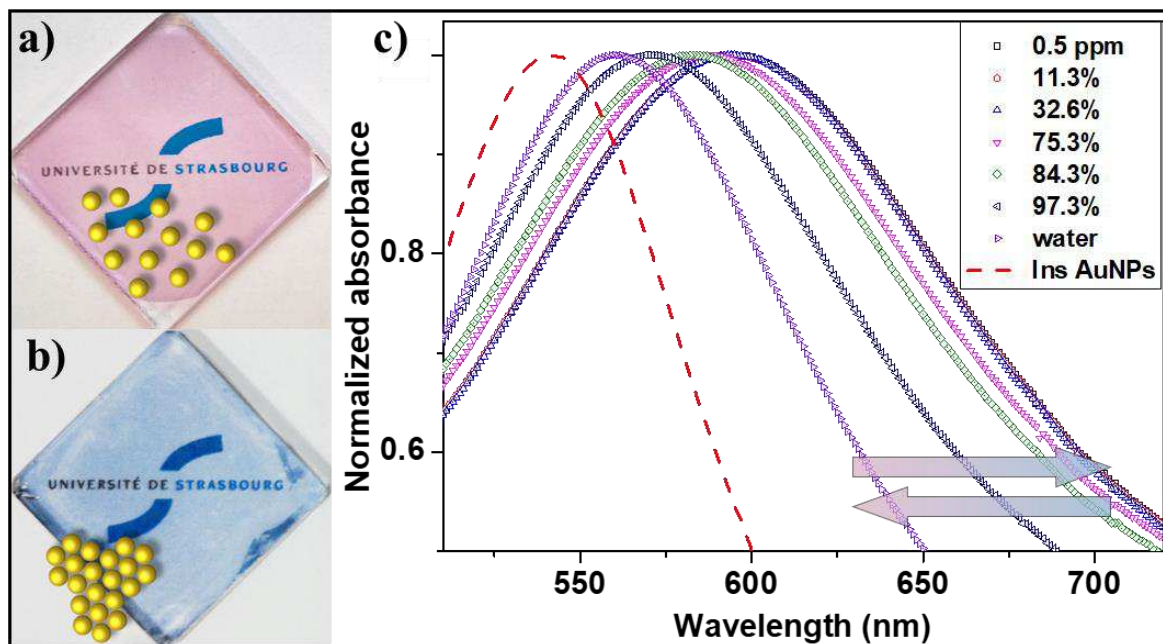 a)
UNIVERSITÉ DE STRASBOURG
b)
UNIVERSITÉ DE STRASBOURG
c)
Normalized absorbance
0.8
0.6
550
600
650
700
Wavelength (nm)
0.5 ppm
11.3%
32.6%
75.3%
84.3%
97.3%
water
Ins AuNPs